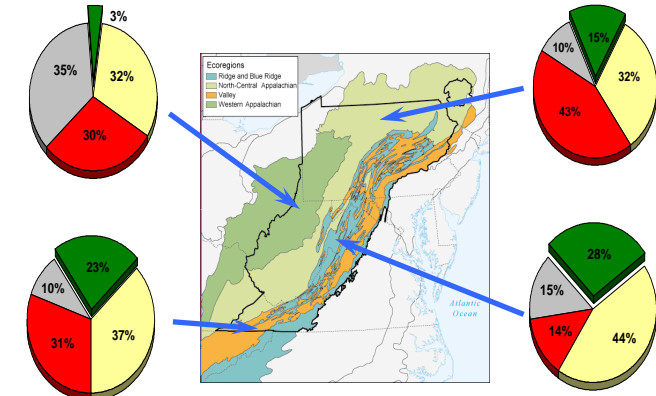 3%
35%
32%
30%
15%
10%
32%
43%
Ecoregions
Ridge and Blue Ridge
North-Central Appalachian
Valley
Western Appalachian
Atlantic
Ocean
23%
10%
37%
31%
28%
15%
14%
44%